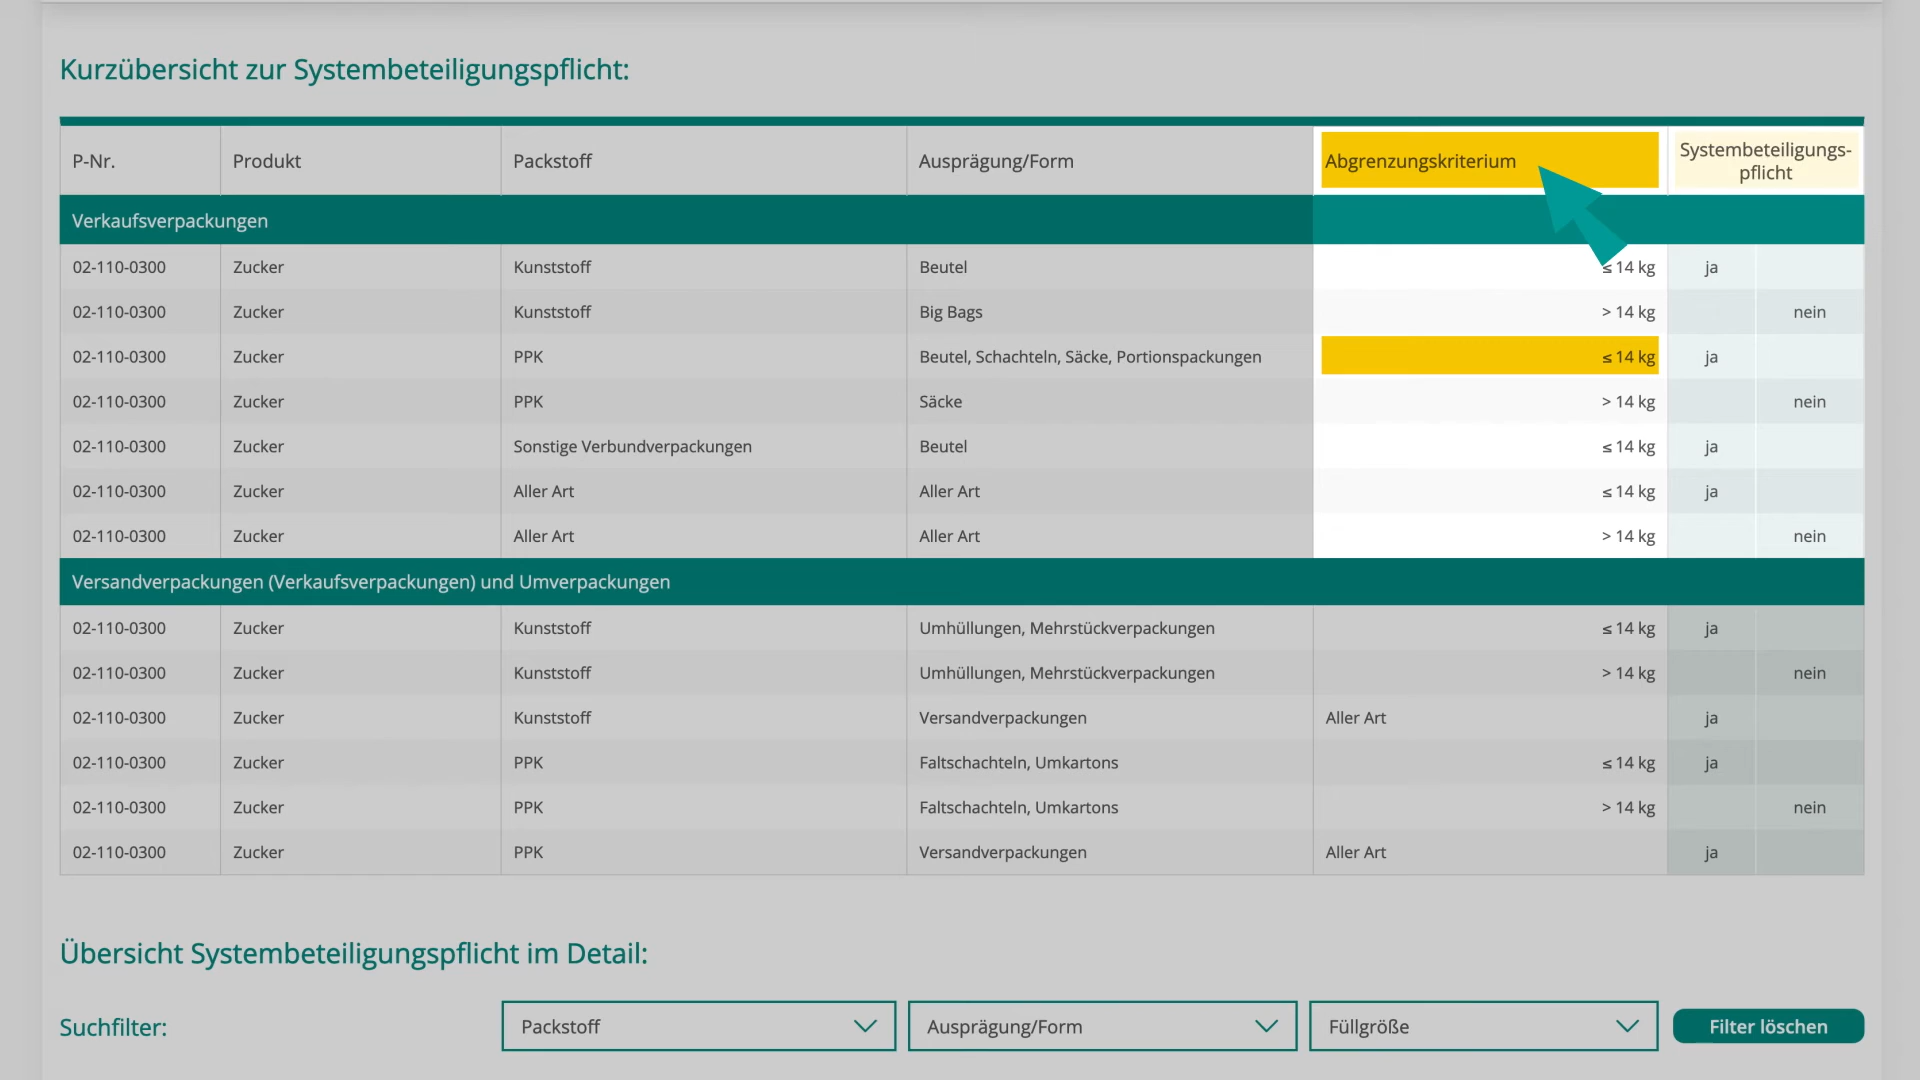 Kurzübersicht zur Systembeteiligungspflicht:
P-Nr. Produkt Packstoff Ausprägung/Form Abgrenzungskriterium Systembeteiligungs-
pflicht
Verkaufsverpackungen
02-110-0300 Zucker Kunststoff Beutel ≤ 14 kg ja
02-110-0300 Zucker Kunststoff Big Bags > 14 kg nein
02-110-0300 Zucker PPK Beutel, Schachteln, Säcke, Portionspackungen ≤ 14 kg ja
02-110-0300 Zucker PPK Säcke > 14 kg nein
02-110-0300 Zucker Sonstige Verbundverpackungen Beutel ≤ 14 kg ja
02-110-0300 Zucker Aller Art Aller Art ≤ 14 kg ja
02-110-0300 Zucker Aller Art Aller Art > 14 kg nein
Versandverpackungen (Verkaufsverpackungen) und Umverpackungen
02-110-0300 Zucker Kunststoff Umhüllungen, Mehrstückverpackungen ≤ 14 kg ja
02-110-0300 Zucker Kunststoff Umhüllungen, Mehrstückverpackungen > 14 kg nein
02-110-0300 Zucker Kunststoff Versandverpackungen Aller Art ja
02-110-0300 Zucker PPK Faltschachteln, Umkartons ≤ 14 kg ja
02-110-0300 Zucker PPK Faltschachteln, Umkartons > 14 kg nein
02-110-0300 Zucker PPK Versandverpackungen Aller Art ja
Übersicht Systembeteiligungspflicht im Detail:
Suchfilter: Packstoff Ausprägung/Form Füllgröße Filter löschen